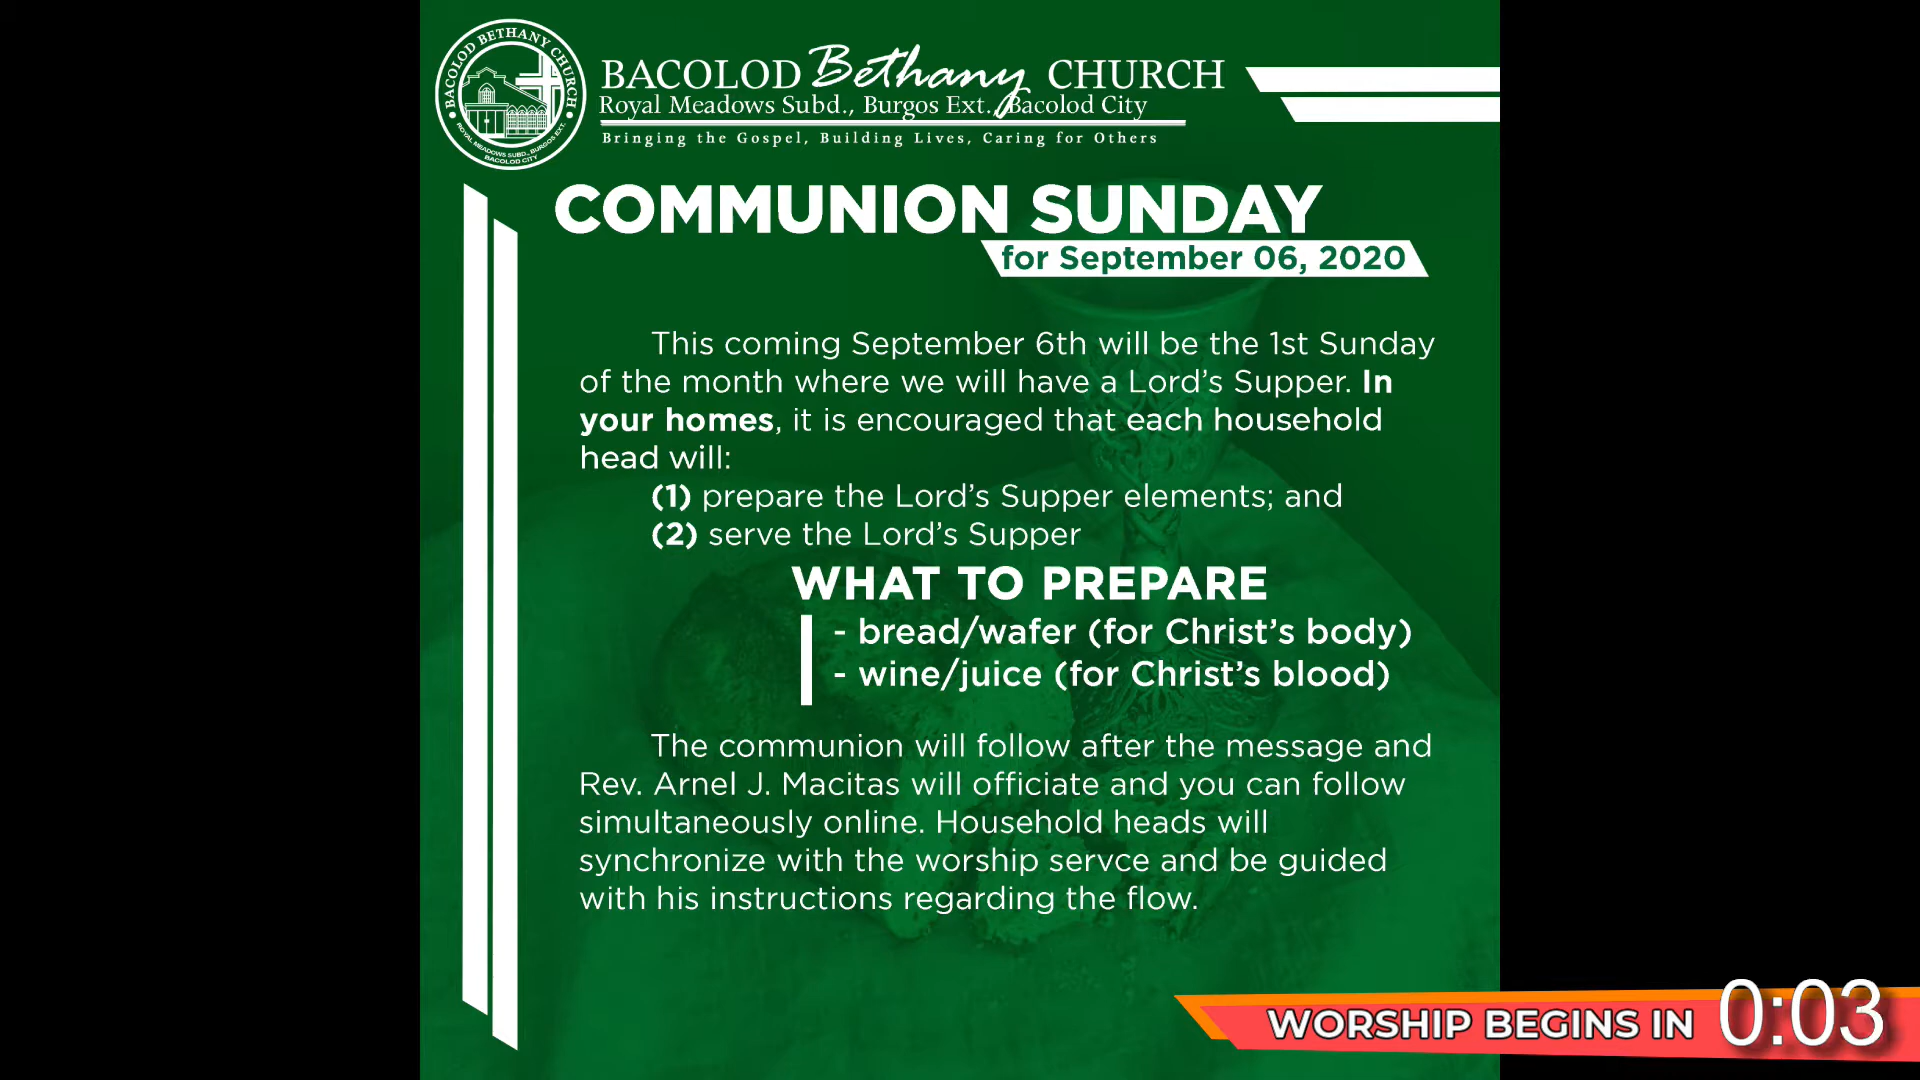 BACOLOD BETHANY CHURCH
ROYAL MEADOWS SUBD., BURGOS EXT.
BACOLOD CITY
BACOLOD Bethany CHURCH
Royal Meadows Subd., Burgos Ext., Bacolod City
Bringing the Gospel, Building Lives, Caring for Others
COMMUNION SUNDAY
for September 06, 2020
This coming September 6th will be the 1st Sunday
of the month where we will have a Lord's Supper. In
your homes, it is encouraged that each household
head will:
(1) prepare the Lord's Supper elements; and
(2) serve the Lord's Supper
WHAT TO PREPARE
- bread/wafer (for Christ's body)
- wine/juice (for Christ's blood)
The communion will follow after the message and
Rev. Arnel J. Macitas will officiate and you can follow
simultaneously online. Household heads will
synchronize with the worship servce and be guided
with his instructions regarding the flow.
WORSHIP BEGINS IN 0:03